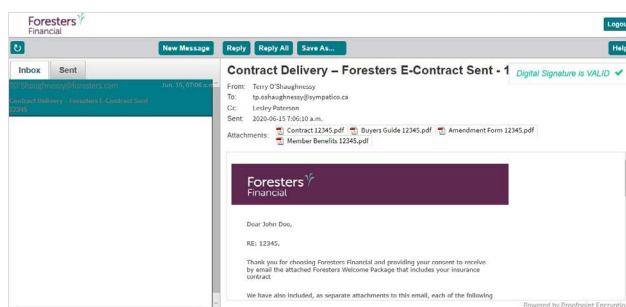 Foresters
Financial
Logou
New Message
Reply
Reply All
Save As...
Help
Inbox
Sent
TO'Shaughnessy@foresters.com Jun. 15, 07:06 a.m
Contract Delivery - Foresters E-Contract Sent -
12345
Contract Delivery – Foresters E-Contract Sent - 1
Digital Signature is VALID ✔
From: Terry O'Shaughnessy
To: tp.oshaughnessy@sympatico.ca
Cc: Lesley Paterson
Sent: 2020-06-15 7:06:10 a.m.
Attachments: Contract 12345.pdf Buyers Guide 12345.pdf Amendment Form 12345.pdf
Member Benefits 12345.pdf
Foresters
Financial
Dear John Doe,
RE: 12345,
Thank you for choosing Foresters Financial and providing your consent to receive
by email the attached Foresters Welcome Package that includes your insurance
contract
We have also included, as separate attachments to this email, each of the following
Powered by Proofpoint Encryptio